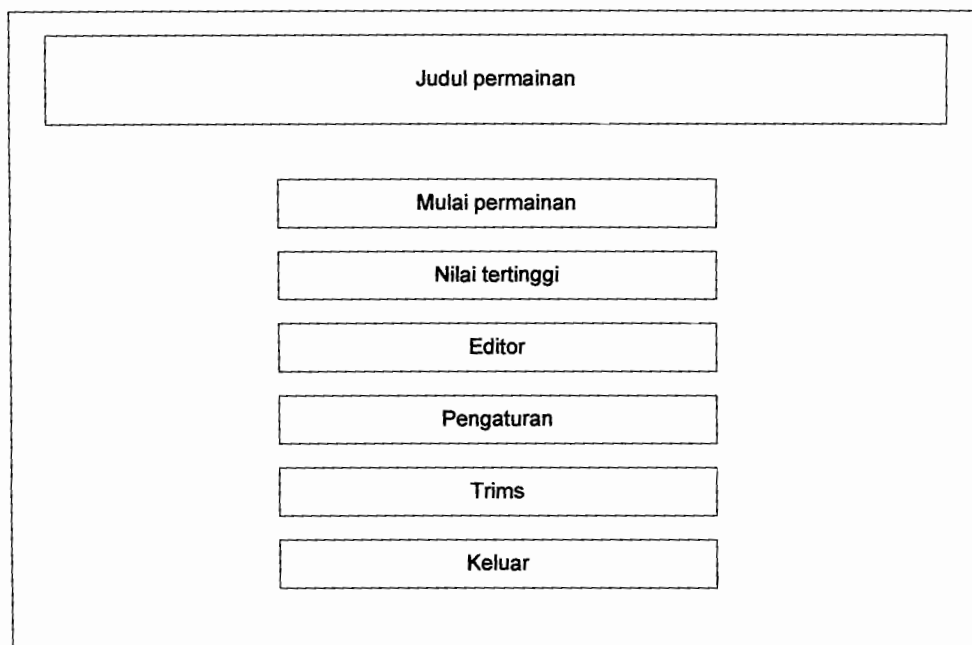 Judul permainan
Mulai permainan
Nilai tertinggi
Editor
Pengaturan
Trims
Keluar